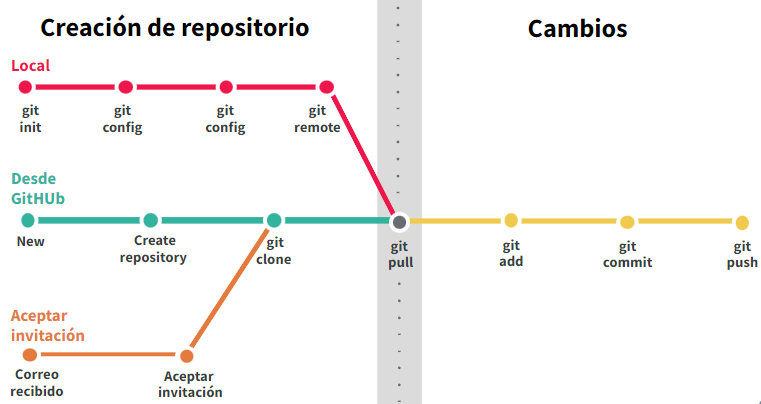 Creación de repositorio
Cambios
Local
git
init
git
config
git
config
git
remote
Desde
GitHUb
New
Create
repository
git
clone
git
pull
git
add
git
commit
git
push
Aceptar
invitación
Correo
recibido
Aceptar
invitación